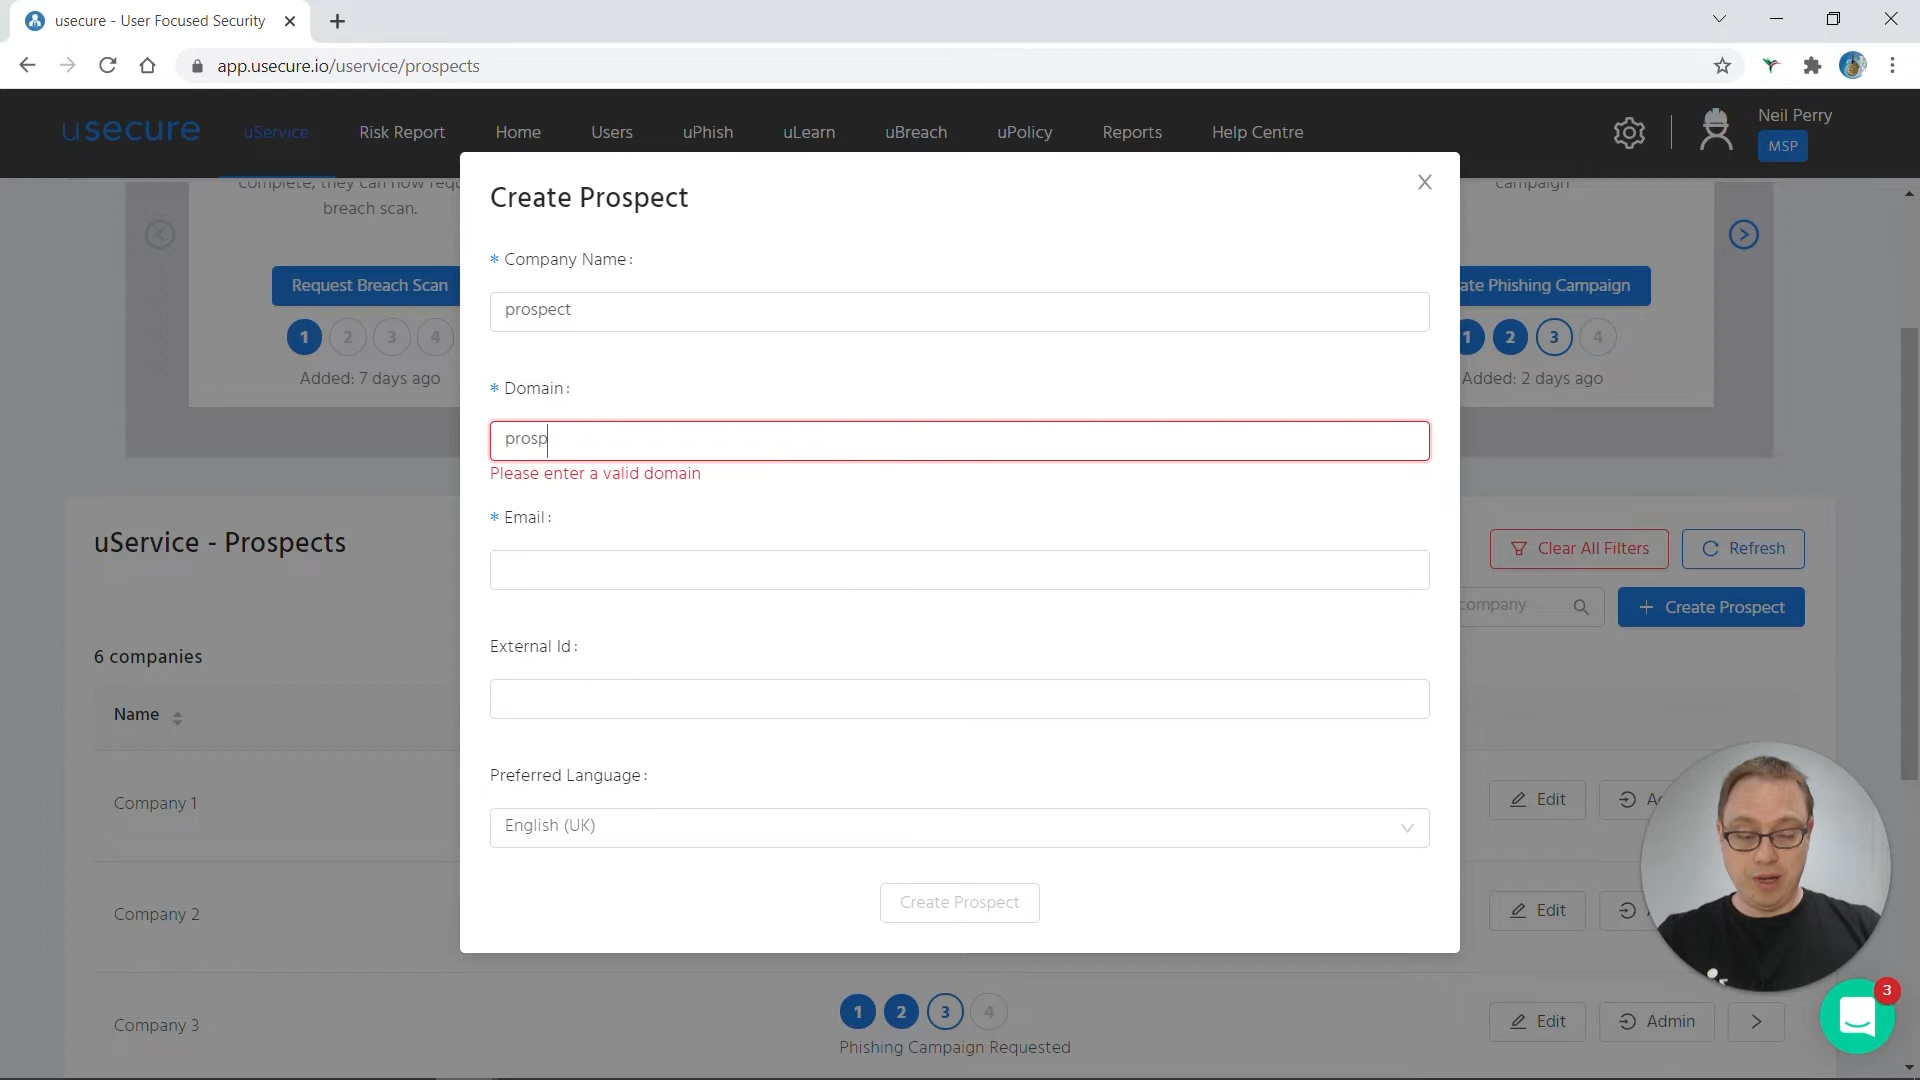 usecure - User Focused Security
app.usecure.io/uservice/prospects
usecure
uService
Risk Report
Home
Users
uPhish
uLearn
uBreach
uPolicy
Reports
Help Centre
Neil Perry
MSP
breach scan.
campaign
Request Breach Scan
ate Phishing Campaign
1 2 3 4
1 2 3 4
Added: 7 days ago
Added: 2 days ago
Create Prospect
* Company Name:
prospect
* Domain:
prosp
Please enter a valid domain
* Email:
External Id:
Preferred Language:
English (UK)
Create Prospect
uService - Prospects
Clear All Filters
Refresh
company
+ Create Prospect
6 companies
Name
Company 1
Edit
Company 2
Edit
Company 3
1 2 3 4
Phishing Campaign Requested
Edit
Admin
3